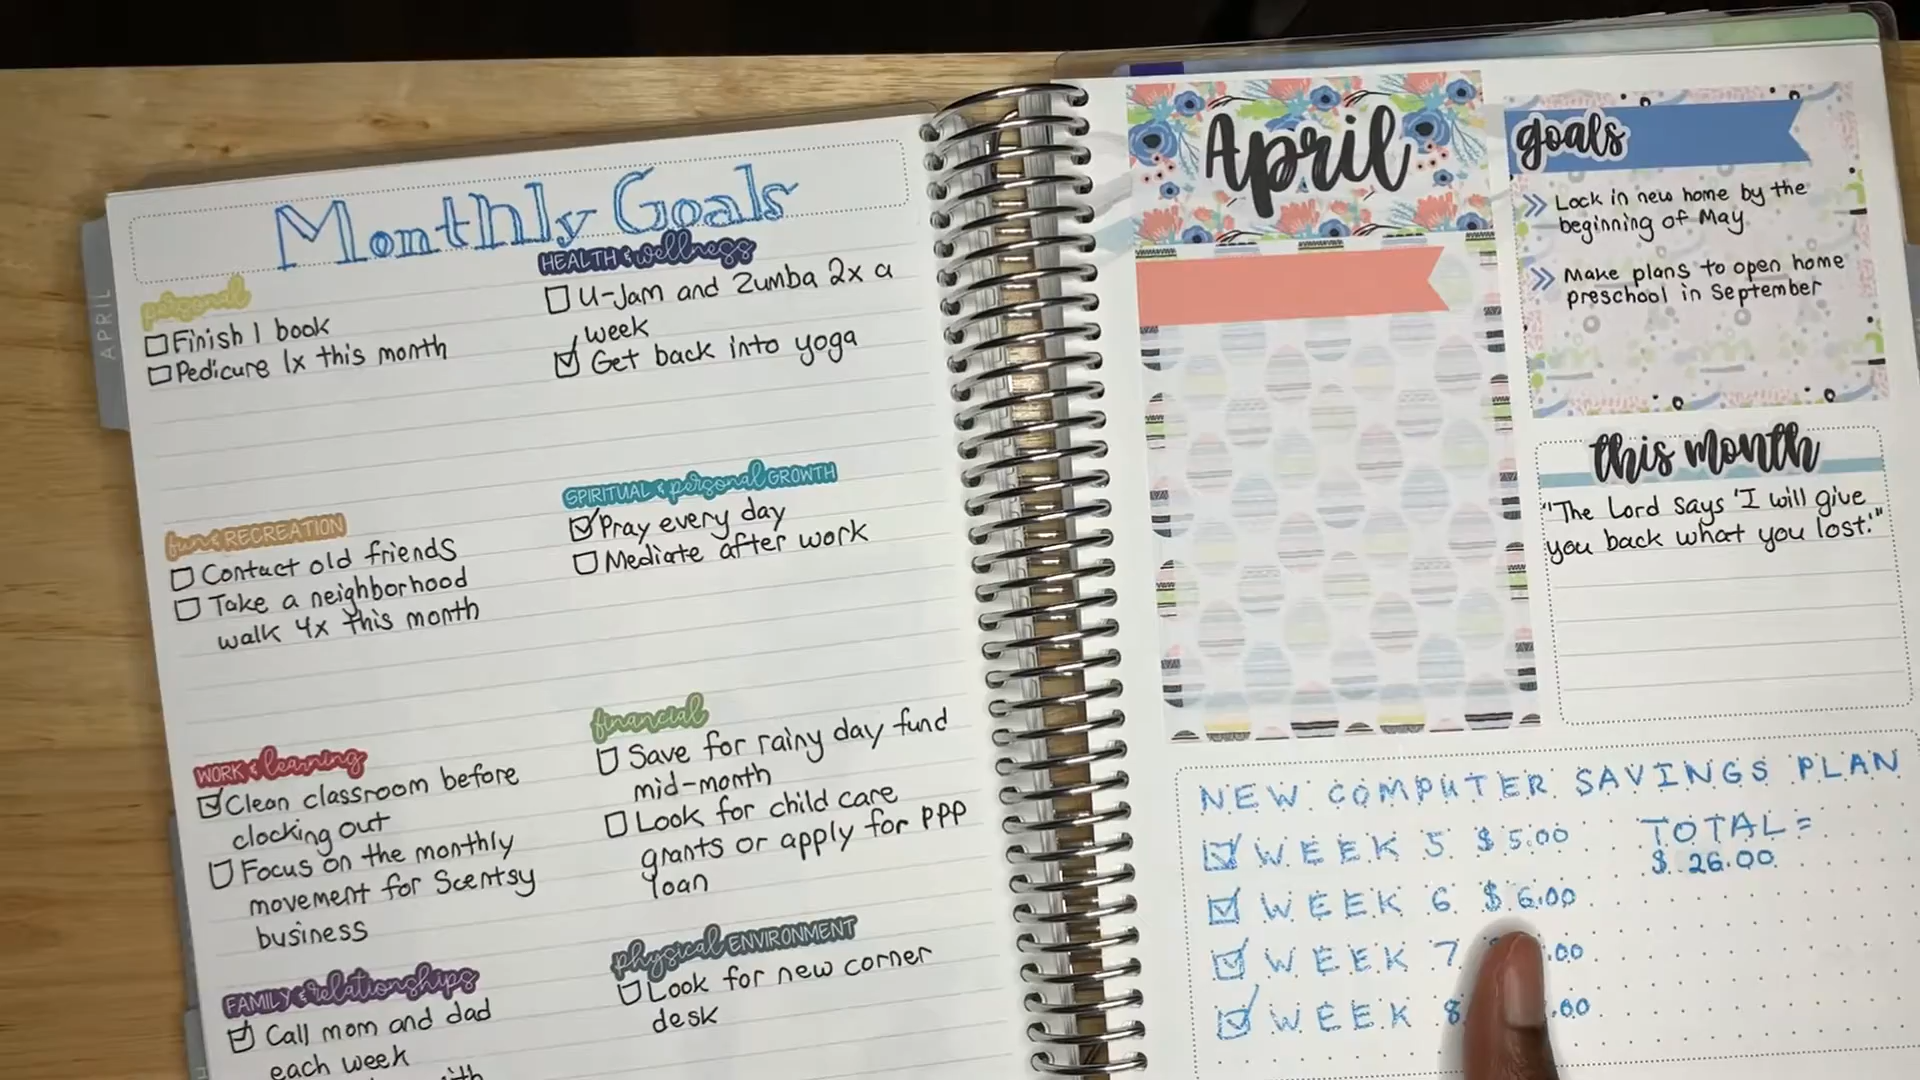 APRIL
Monthly Goals
personal
Finish 1 book
Pedicure 1x this month
HEALTH & wellness
U-Jam and Zumba 2x a
week
Get back into yoga
fun & RECREATION
Contact old friends
Take a neighborhood
walk 4x this month
SPIRITUAL & personal GROWTH
Pray every day
Mediate after work
WORK & learning
Clean classroom before
clocking out
Focus on the monthly
movement for Scentsy
business
financial
Save for rainy day fund
mid-month
Look for child care
grants or apply for PPP
loan
FAMILY & relationships
Call mom and dad
each week
physical ENVIRONMENT
Look for new corner
desk
April
goals
Lock in new home by the
beginning of May
Make plans to open home
preschool in September
this month
"The Lord says 'I will give
you back what you lost.'"
NEW COMPUTER SAVINGS PLAN
WEEK 5 $5.00
WEEK 6 $6.00
WEEK 7 .00
WEEK 8 .00
TOTAL =
$ 26.00